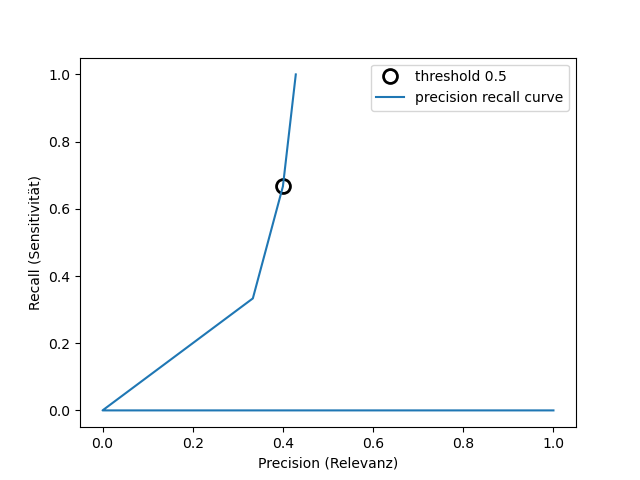 threshold 0.5
precision recall curve
1.0
0.8
0.6
0.4
0.2
0.0
Recall (Sensitivität)
0.0 0.2 0.4 0.6 0.8 1.0
Precision (Relevanz)